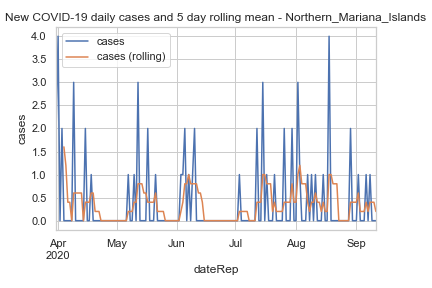 New COVID-19 daily cases and 5 day rolling mean - Northern_Mariana_Islands
cases
cases (rolling)
4.0
3.5
3.0
2.5
2.0
1.5
1.0
0.5
0.0
cases
Apr
2020
May
Jun
Jul
Aug
Sep
dateRep